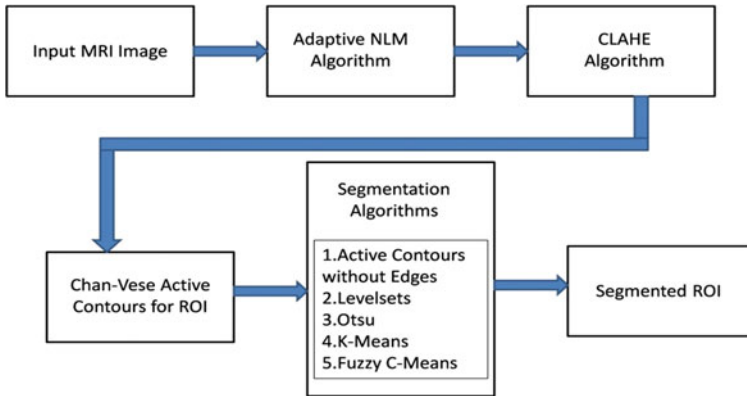 Input MRI Image
Adaptive NLM
Algorithm
CLAHE
Algorithm
Chan-Vese Active
Contours for ROI
Segmentation
Algorithms
1.Active Contours
without Edges
2.Levelsets
3.Otsu
4.K-Means
5.Fuzzy C-Means
Segmented ROI